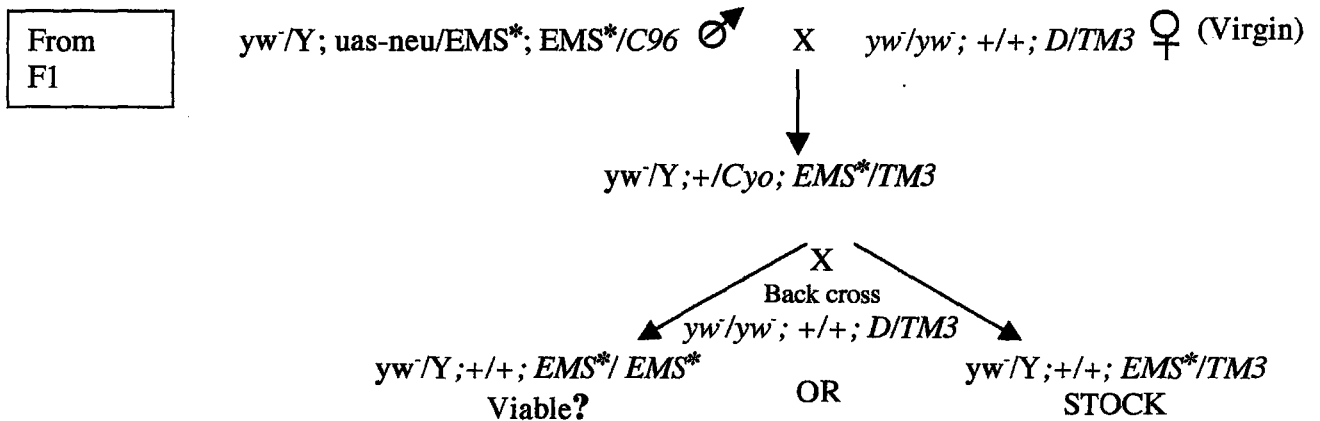 From
F1
yw⁻/Y; uas-neu/EMS*; EMS*/C96 ♂ X yw⁻/yw⁻; +/+; D/TM3 ♀ (Virgin)
yw⁻/Y;+/Cyo; EMS*/TM3
X
Back cross
yw⁻/yw⁻; +/+; D/TM3
yw⁻/Y;+/+; EMS*/ EMS* OR yw⁻/Y;+/+; EMS*/TM3
Viable? STOCK